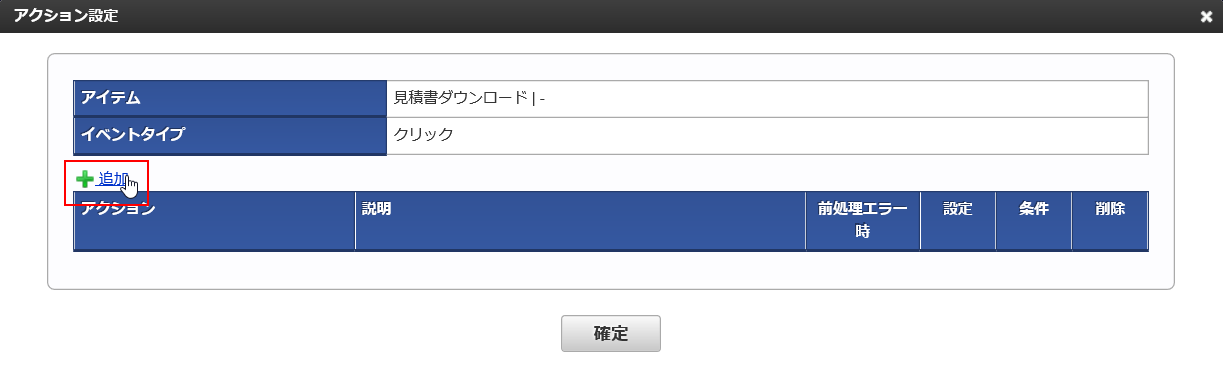 アクション設定
アイテム 見積書ダウンロード | -
イベントタイプ クリック
追加
アクション 説明 前処理エラー時 設定 条件 削除
確定